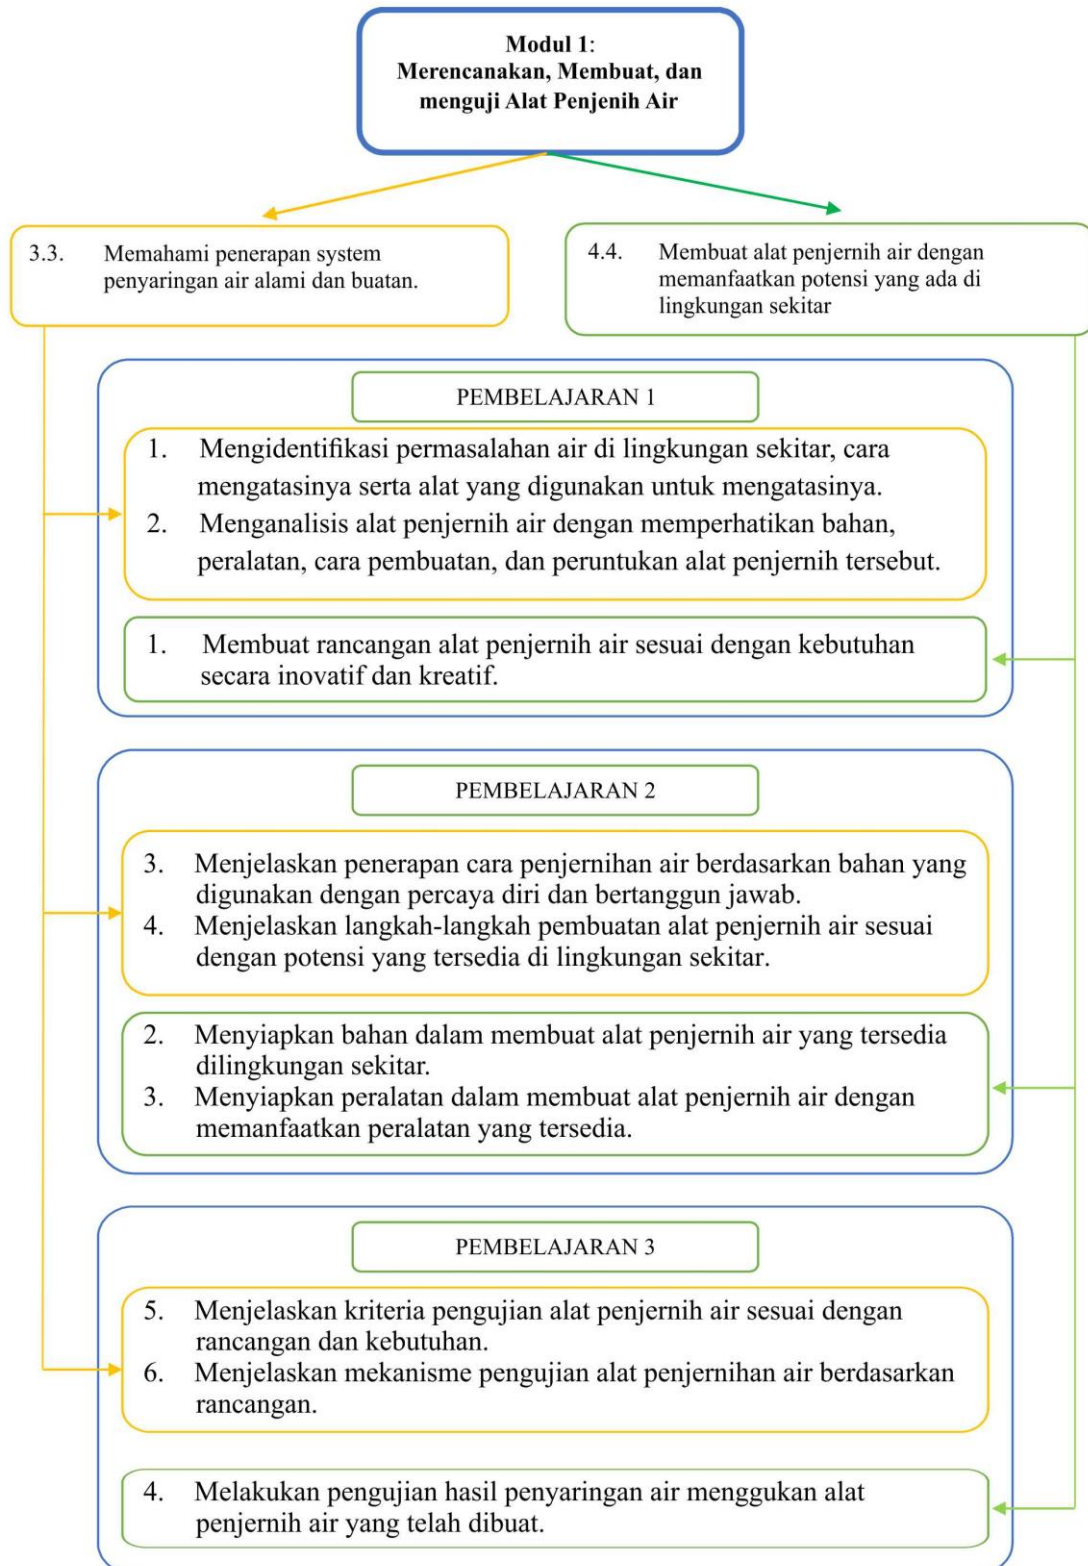 Modul 1:
Merencanakan, Membuat, dan
menguji Alat Penjenih Air
3.3. Memahami penerapan system
penyaringan air alami dan buatan.
4.4. Membuat alat penjernih air dengan
memanfaatkan potensi yang ada di
lingkungan sekitar
PEMBELAJARAN 1
1. Mengidentifikasi permasalahan air di lingkungan sekitar, cara
mengatasinya serta alat yang digunakan untuk mengatasinya.
2. Menganalisis alat penjernih air dengan memperhatikan bahan,
peralatan, cara pembuatan, dan peruntukan alat penjernih tersebut.
1. Membuat rancangan alat penjernih air sesuai dengan kebutuhan
secara inovatif dan kreatif.
PEMBELAJARAN 2
3. Menjelaskan penerapan cara penjernihan air berdasarkan bahan yang
digunakan dengan percaya diri dan bertanggun jawab.
4. Menjelaskan langkah-langkah pembuatan alat penjernih air sesuai
dengan potensi yang tersedia di lingkungan sekitar.
2. Menyiapkan bahan dalam membuat alat penjernih air yang tersedia
dilingkungan sekitar.
3. Menyiapkan peralatan dalam membuat alat penjernih air dengan
memanfaatkan peralatan yang tersedia.
PEMBELAJARAN 3
5. Menjelaskan kriteria pengujian alat penjernih air sesuai dengan
rancangan dan kebutuhan.
6. Menjelaskan mekanisme pengujian alat penjernihan air berdasarkan
rancangan.
4. Melakukan pengujian hasil penyaringan air menggukan alat
penjernih air yang telah dibuat.